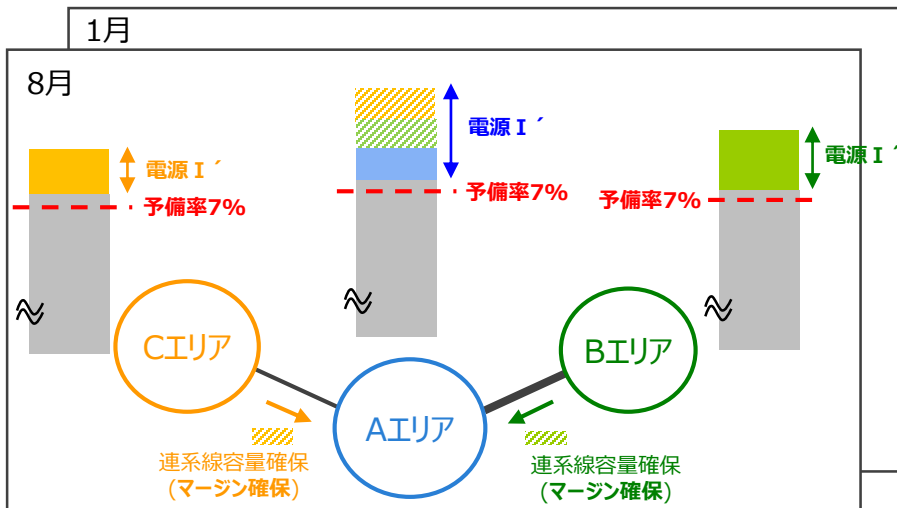 1月
8月
電源Ⅰ´
電源Ⅰ´
電源Ⅰ´
予備率7%
予備率7%
予備率7%
Cエリア
Bエリア
Aエリア
連系線容量確保
(マージン確保)
連系線容量確保
(マージン確保)